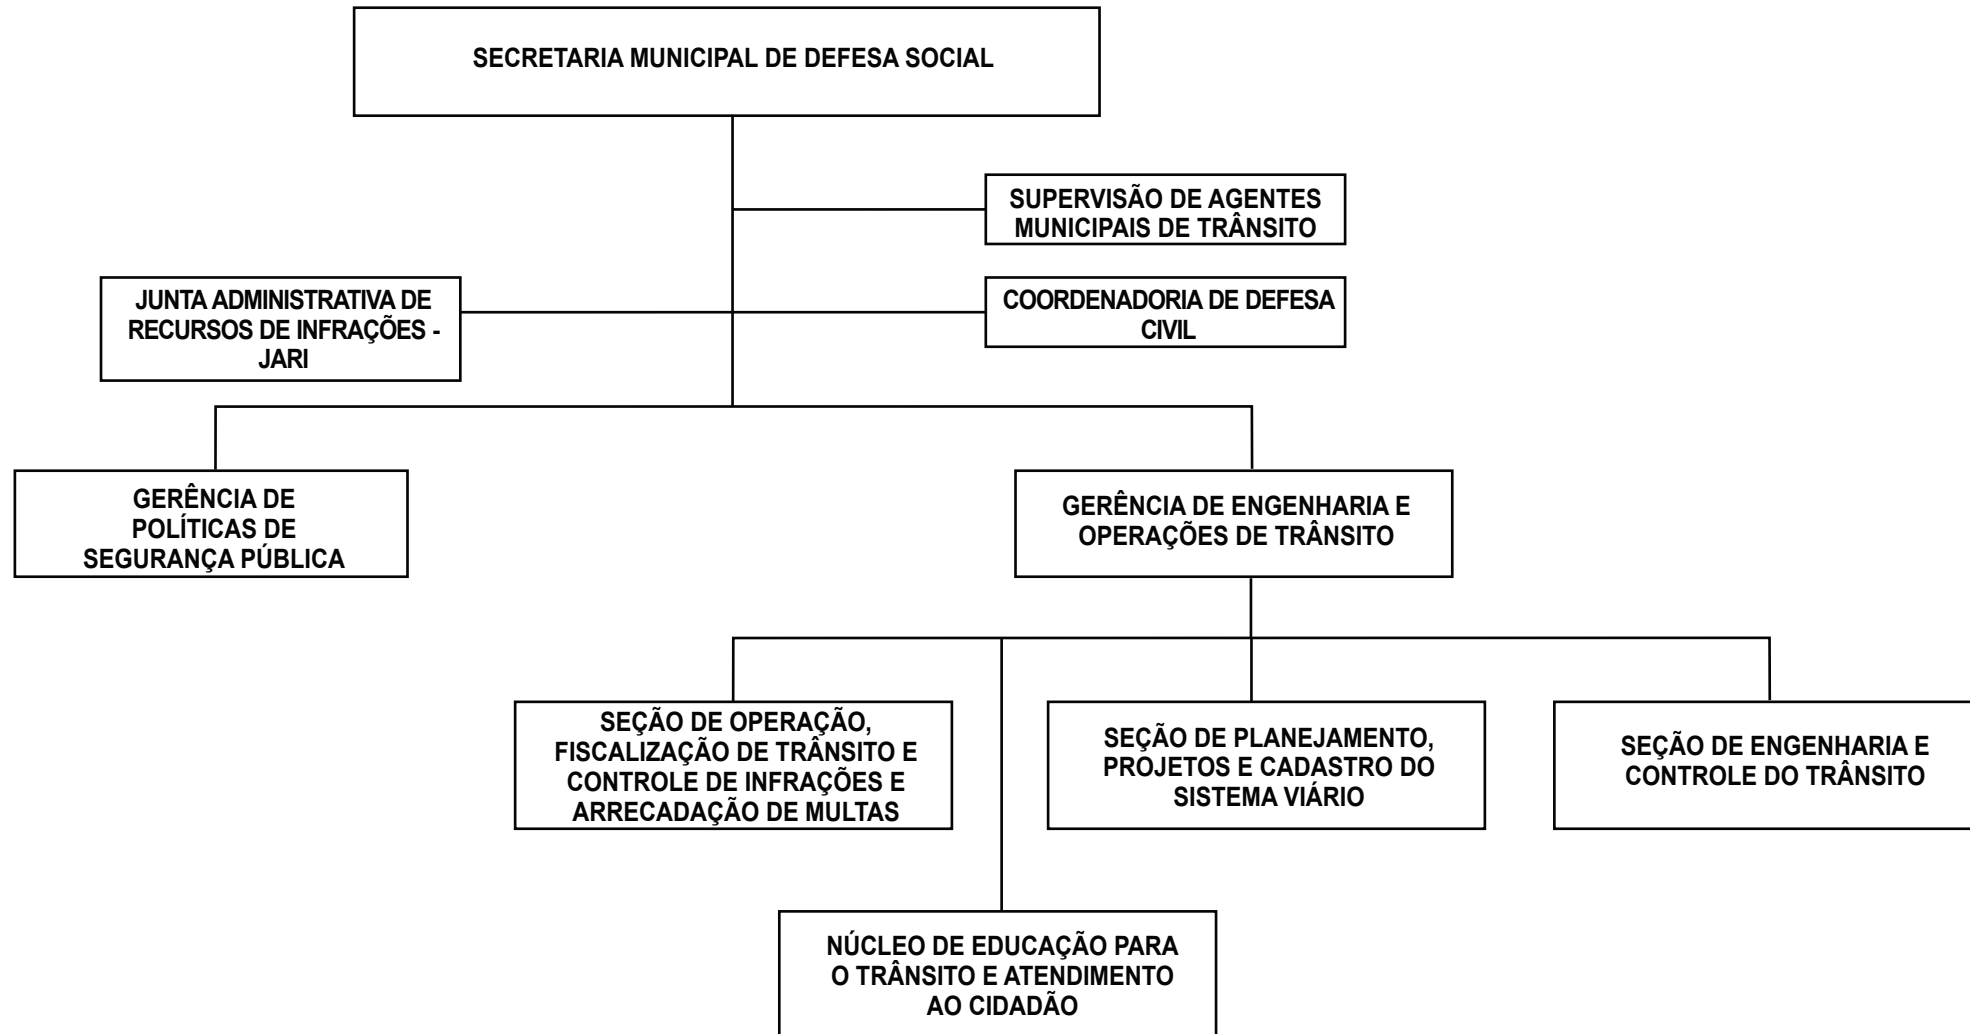 SECRETARIA MUNICIPAL DE DEFESA SOCIAL
SUPERVISÃO DE AGENTES
MUNICIPAIS DE TRÂNSITO
JUNTA ADMINISTRATIVA DE
RECURSOS DE INFRAÇÕES -
JARI
COORDENADORIA DE DEFESA
CIVIL
GERÊNCIA DE
POLÍTICAS DE
SEGURANÇA PÚBLICA
GERÊNCIA DE ENGENHARIA E
OPERAÇÕES DE TRÂNSITO
SEÇÃO DE OPERAÇÃO,
FISCALIZAÇÃO DE TRÂNSITO E
CONTROLE DE INFRAÇÕES E
ARRECADAÇÃO DE MULTAS
SEÇÃO DE PLANEJAMENTO,
PROJETOS E CADASTRO DO
SISTEMA VIÁRIO
SEÇÃO DE ENGENHARIA E
CONTROLE DO TRÂNSITO
NÚCLEO DE EDUCAÇÃO PARA
O TRÂNSITO E ATENDIMENTO
AO CIDADÃO